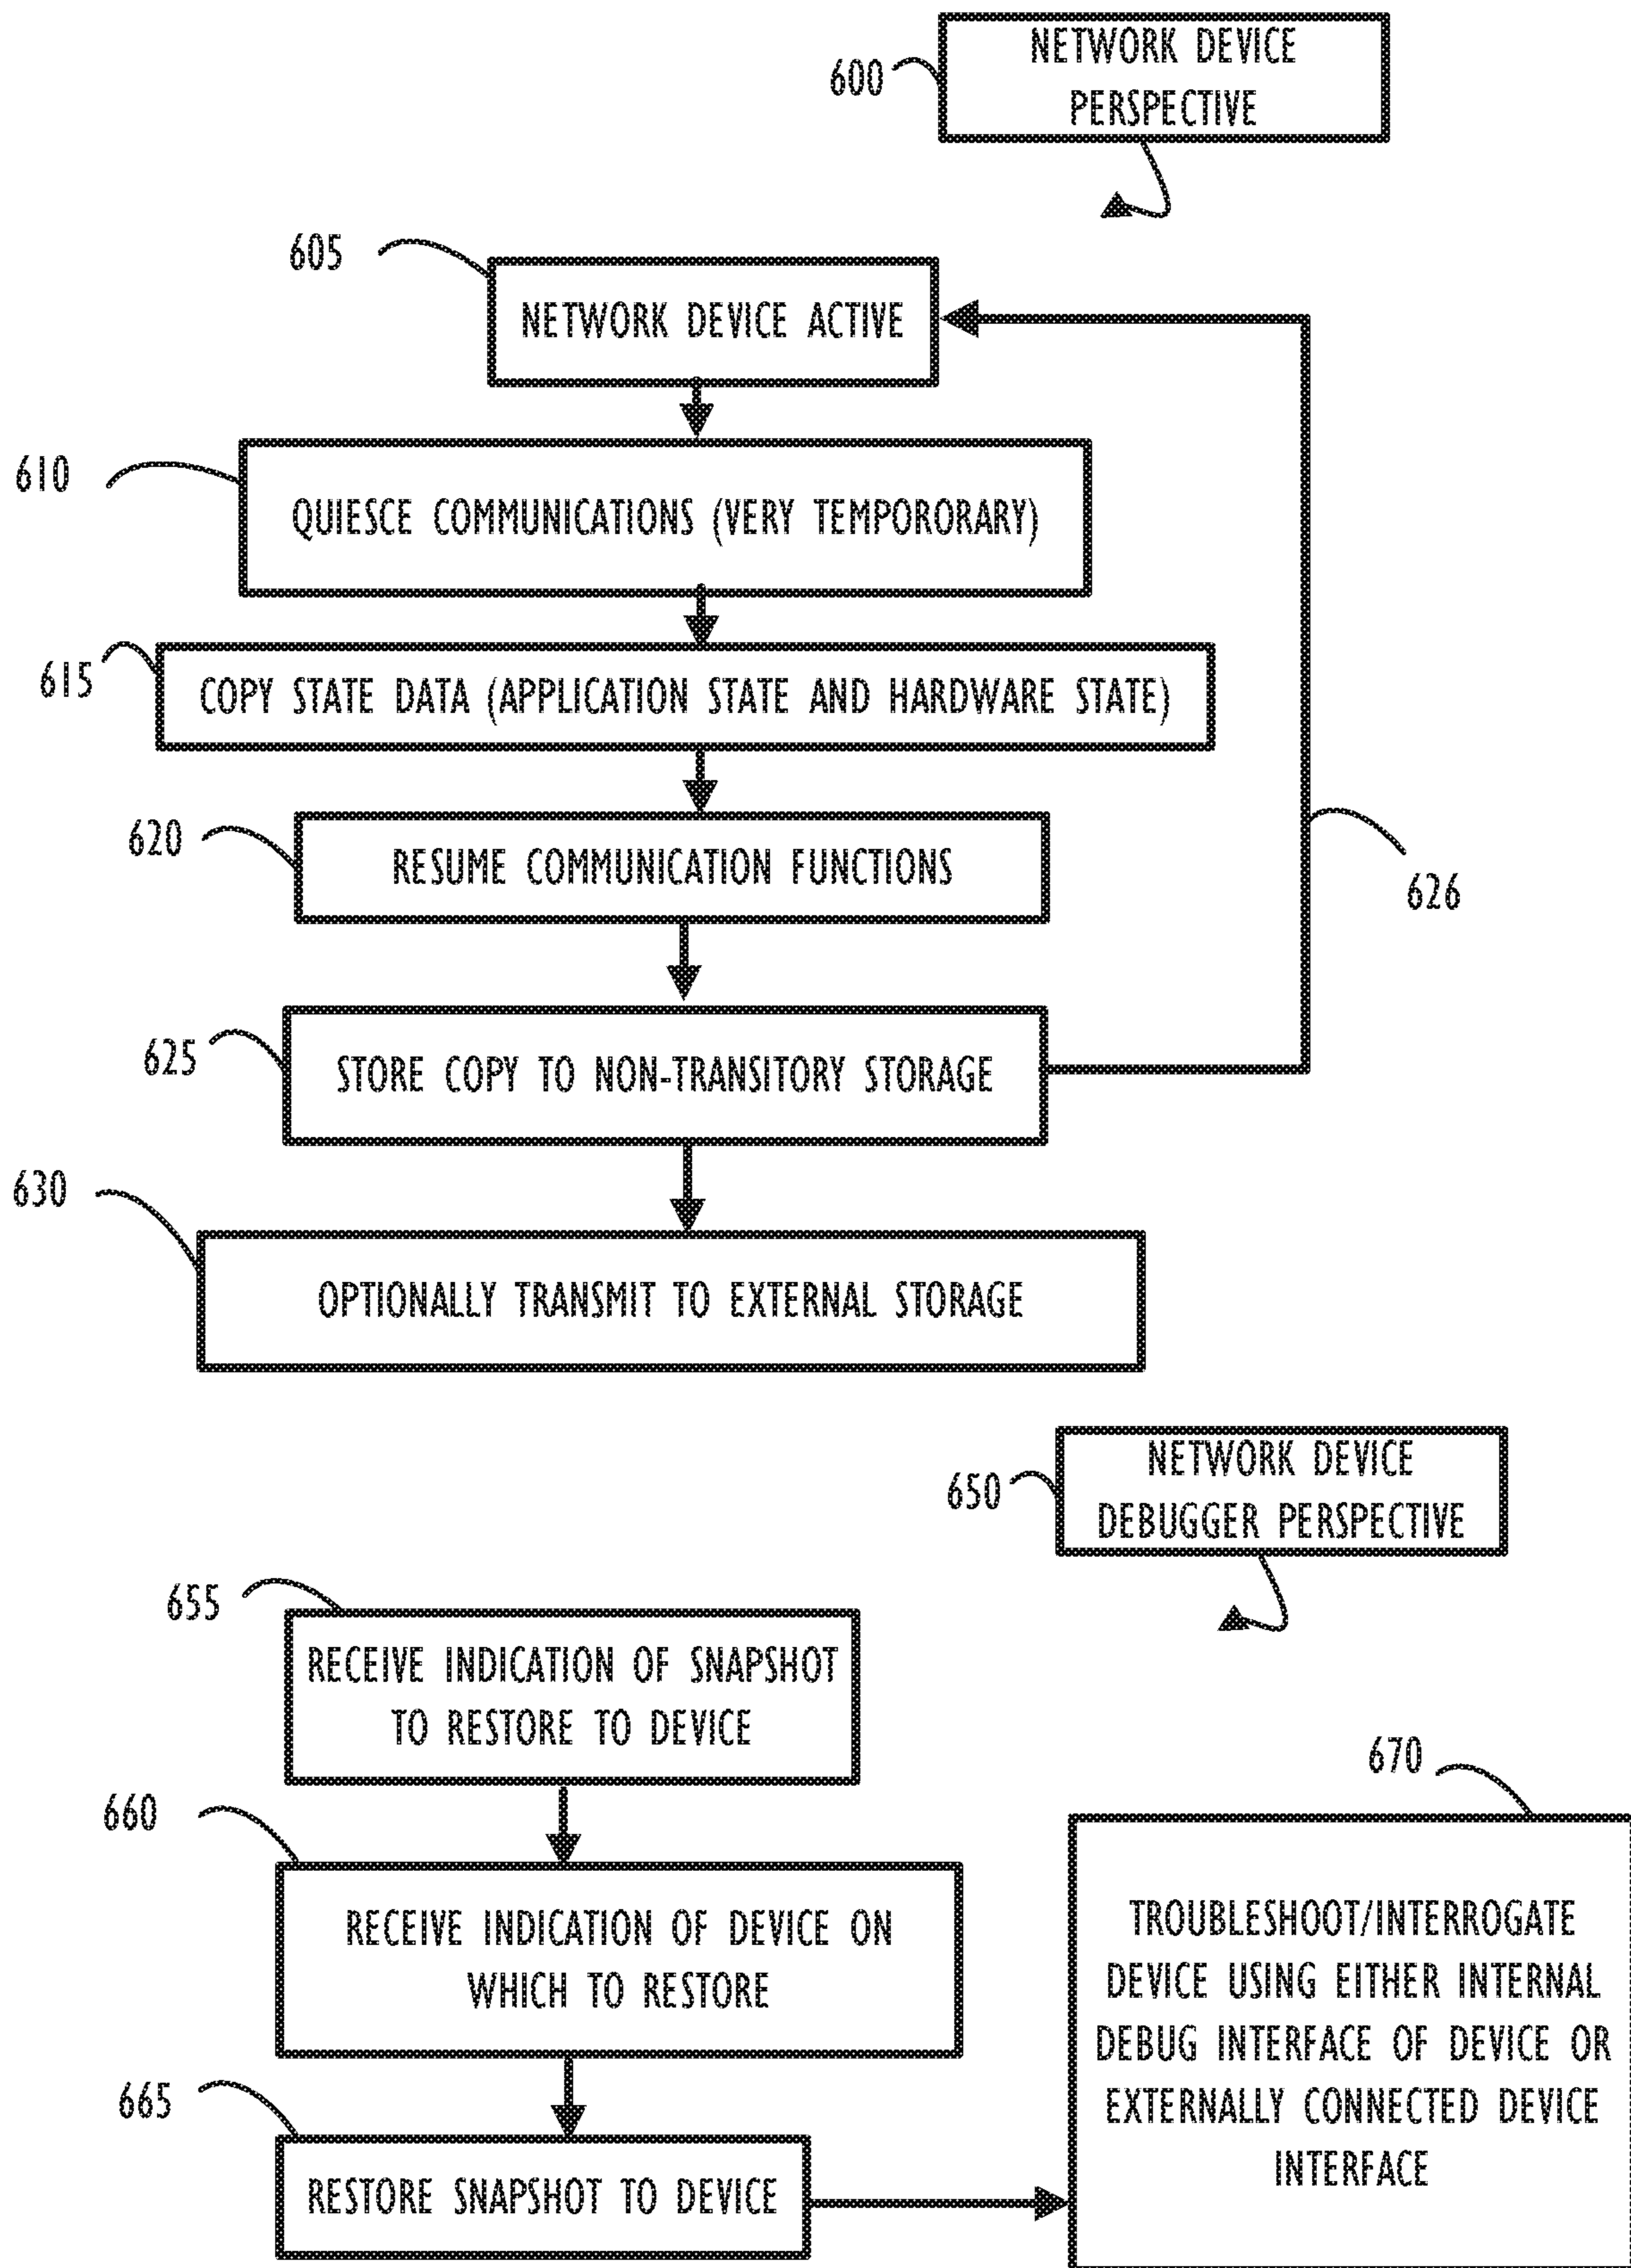 NETWORK DEVICE
PERSPECTIVE
600
605
NETWORK DEVICE ACTIVE
610
QUIESCE COMMUNICATIONS (VERY TEMPORORARY)
615
COPY STATE DATA (APPLICATION STATE AND HARDWARE STATE)
620
RESUME COMMUNICATION FUNCTIONS
626
625
STORE COPY TO NON-TRANSITORY STORAGE
630
OPTIONALLY TRANSMIT TO EXTERNAL STORAGE
650
NETWORK DEVICE
DEBUGGER PERSPECTIVE
655
RECEIVE INDICATION OF SNAPSHOT
TO RESTORE TO DEVICE
660
RECEIVE INDICATION OF DEVICE ON
WHICH TO RESTORE
665
RESTORE SNAPSHOT TO DEVICE
670
TROUBLESHOOT/INTERROGATE
DEVICE USING EITHER INTERNAL
DEBUG INTERFACE OF DEVICE OR
EXTERNALLY CONNECTED DEVICE
INTERFACE